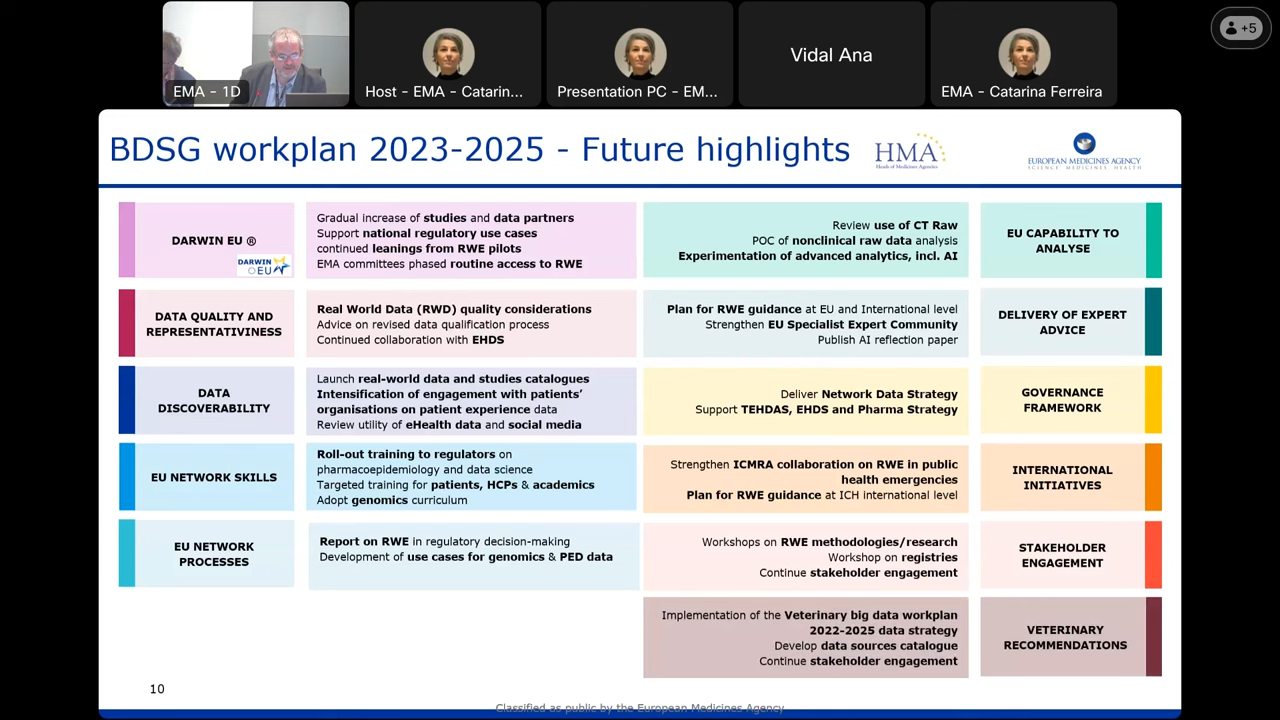 +5
EMA - 1D
Host - EMA - Catarin...
Presentation PC - EM...
Vidal Ana
EMA - Catarina Ferreira
BDSG workplan 2023-2025 - Future highlights
HMA
Heads of Medicines Agencies
EUROPEAN MEDICINES AGENCY
SCIENCE MEDICINES HEALTH
DARWIN EU ®
DARWIN
EU
Gradual increase of studies and data partners
Support national regulatory use cases
continued leanings from RWE pilots
EMA committees phased routine access to RWE
Review use of CT Raw
POC of nonclinical raw data analysis
Experimentation of advanced analytics, incl. AI
EU CAPABILITY TO
ANALYSE
DATA QUALITY AND
REPRESENTATIVINESS
Real World Data (RWD) quality considerations
Advice on revised data qualification process
Continued collaboration with EHDS
Plan for RWE guidance at EU and International level
Strengthen EU Specialist Expert Community
Publish AI reflection paper
DELIVERY OF EXPERT
ADVICE
DATA
DISCOVERABILITY
Launch real-world data and studies catalogues
Intensification of engagement with patients’
organisations on patient experience data
Review utility of eHealth data and social media
Deliver Network Data Strategy
Support TEHDAS, EHDS and Pharma Strategy
GOVERNANCE
FRAMEWORK
EU NETWORK SKILLS
Roll-out training to regulators on
pharmacoepidemiology and data science
Targeted training for patients, HCPs & academics
Adopt genomics curriculum
Strengthen ICMRA collaboration on RWE in public
health emergencies
Plan for RWE guidance at ICH international level
INTERNATIONAL
INITIATIVES
EU NETWORK
PROCESSES
Report on RWE in regulatory decision-making
Development of use cases for genomics & PED data
Workshops on RWE methodologies/research
Workshop on registries
Continue stakeholder engagement
STAKEHOLDER
ENGAGEMENT
Implementation of the Veterinary big data workplan
2022-2025 data strategy
Develop data sources catalogue
Continue stakeholder engagement
VETERINARY
RECOMMENDATIONS
10
Classified as public by the European Medicines Agency